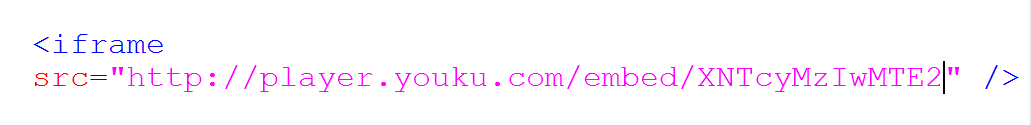 <iframe
src="http://player.youku.com/embed/XNTcyMzIwMTE2" />